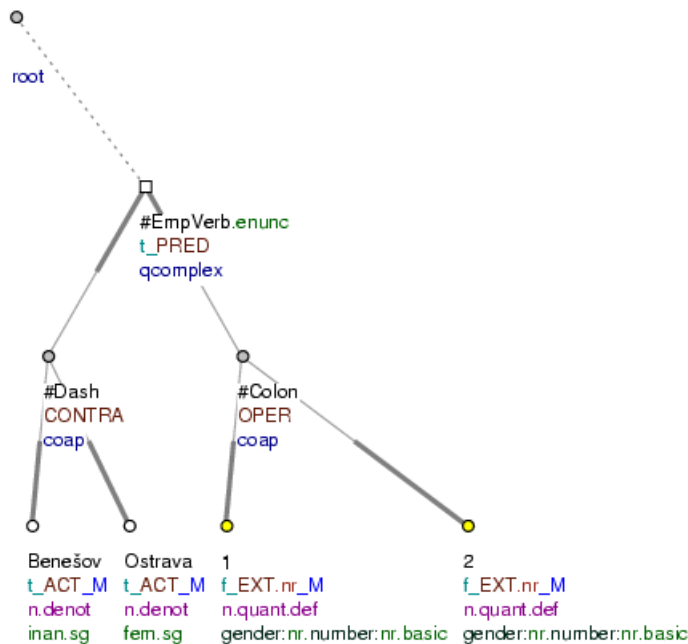 root
#EmpVerb.enunc
t_PRED
qcomplex
#Dash
CONTRA
coap
#Colon
OPER
coap
Benešov
t_ACT_M
n.denot
inan.sg
Ostrava
t_ACT_M
n.denot
fem.sg
1
f_EXT.nr_M
n.quant.def
gender:nr.number:nr.basic
2
f_EXT.nr_M
n.quant.def
gender:nr.number:nr.basic